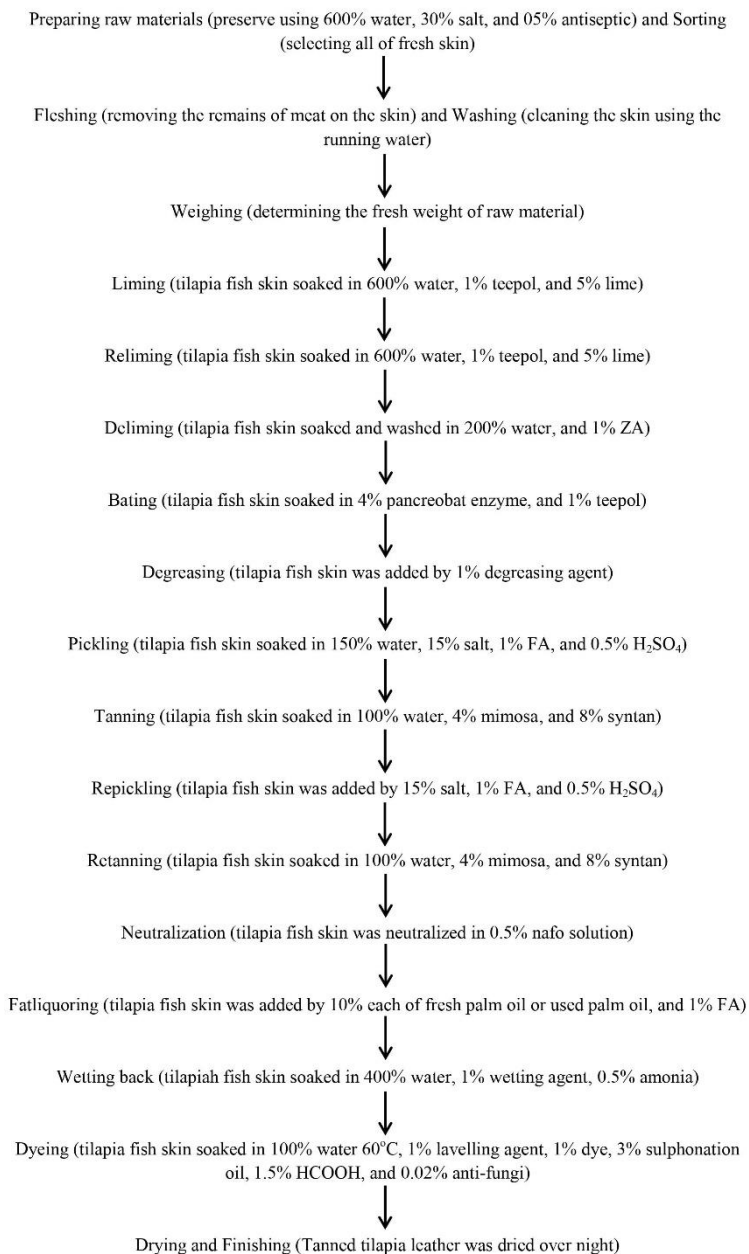 Preparing raw materials (preserve using 600% water, 30% salt, and 05% antiseptic) and Sorting
(selecting all of fresh skin)
Fleshing (removing the remains of meat on the skin) and Washing (cleaning the skin using the
running water)
Weighing (determining the fresh weight of raw material)
Liming (tilapia fish skin soaked in 600% water, 1% teepol, and 5% lime)
Reliming (tilapia fish skin soaked in 600% water, 1% teepol, and 5% lime)
Deliming (tilapia fish skin soaked and washed in 200% water, and 1% ZA)
Bating (tilapia fish skin soaked in 4% pancreobat enzyme, and 1% teepol)
Degreasing (tilapia fish skin was added by 1% degreasing agent)
Pickling (tilapia fish skin soaked in 150% water, 15% salt, 1% FA, and 0.5% H₂SO₄)
Tanning (tilapia fish skin soaked in 100% water, 4% mimosa, and 8% syntan)
Repickling (tilapia fish skin was added by 15% salt, 1% FA, and 0.5% H₂SO₄)
Retanning (tilapia fish skin soaked in 100% water, 4% mimosa, and 8% syntan)
Neutralization (tilapia fish skin was neutralized in 0.5% nafo solution)
Fatliquoring (tilapia fish skin was added by 10% each of fresh palm oil or used palm oil, and 1% FA)
Wetting back (tilapiah fish skin soaked in 400% water, 1% wetting agent, 0.5% amonia)
Dyeing (tilapia fish skin soaked in 100% water 60°C, 1% lavelling agent, 1% dye, 3% sulphonation
oil, 1.5% HCOOH, and 0.02% anti-fungi)
Drying and Finishing (Tanned tilapia leather was dried over night)